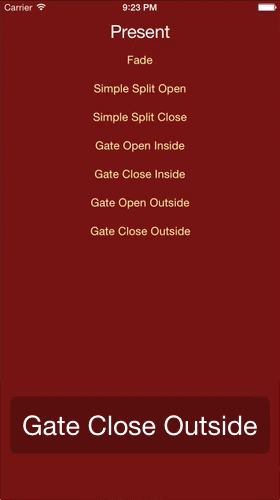 Carrier 9:23 PM
Present
Fade
Simple Split Open
Simple Split Close
Gate Open Inside
Gate Close Inside
Gate Open Outside
Gate Close Outside
Gate Close Outside